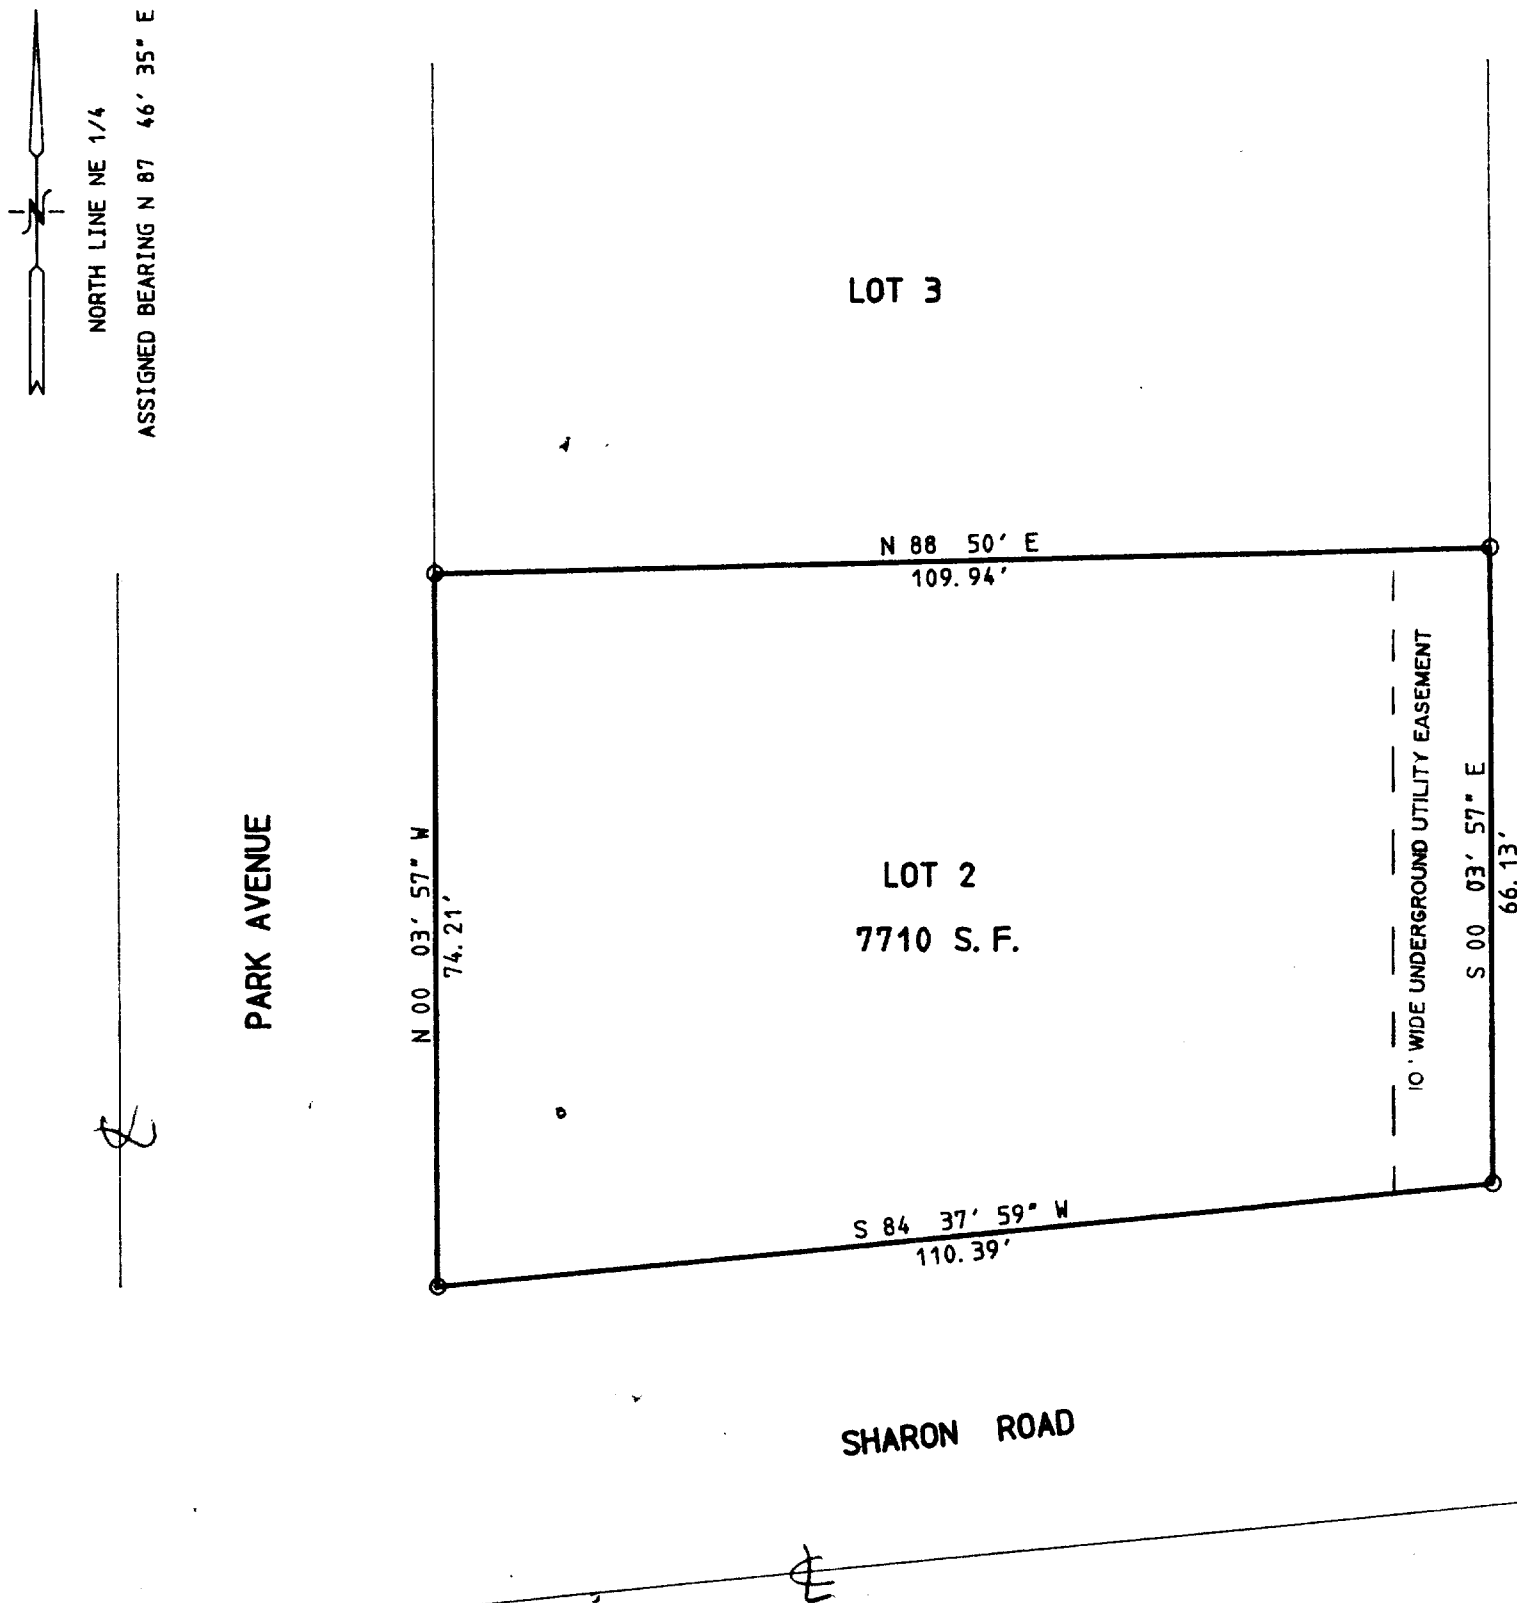 N
NORTH LINE NE 1/4
ASSIGNED BEARING N 87 46' 35" E
LOT 3
N 88 50' E
109.94'
PARK AVENUE
N 00 03' 57" W
74.21'
LOT 2
7710 S.F.
10' WIDE UNDERGROUND UTILITY EASEMENT
S 00 03' 57" E
66.13'
S 84 37' 59" W
110.39'
SHARON ROAD